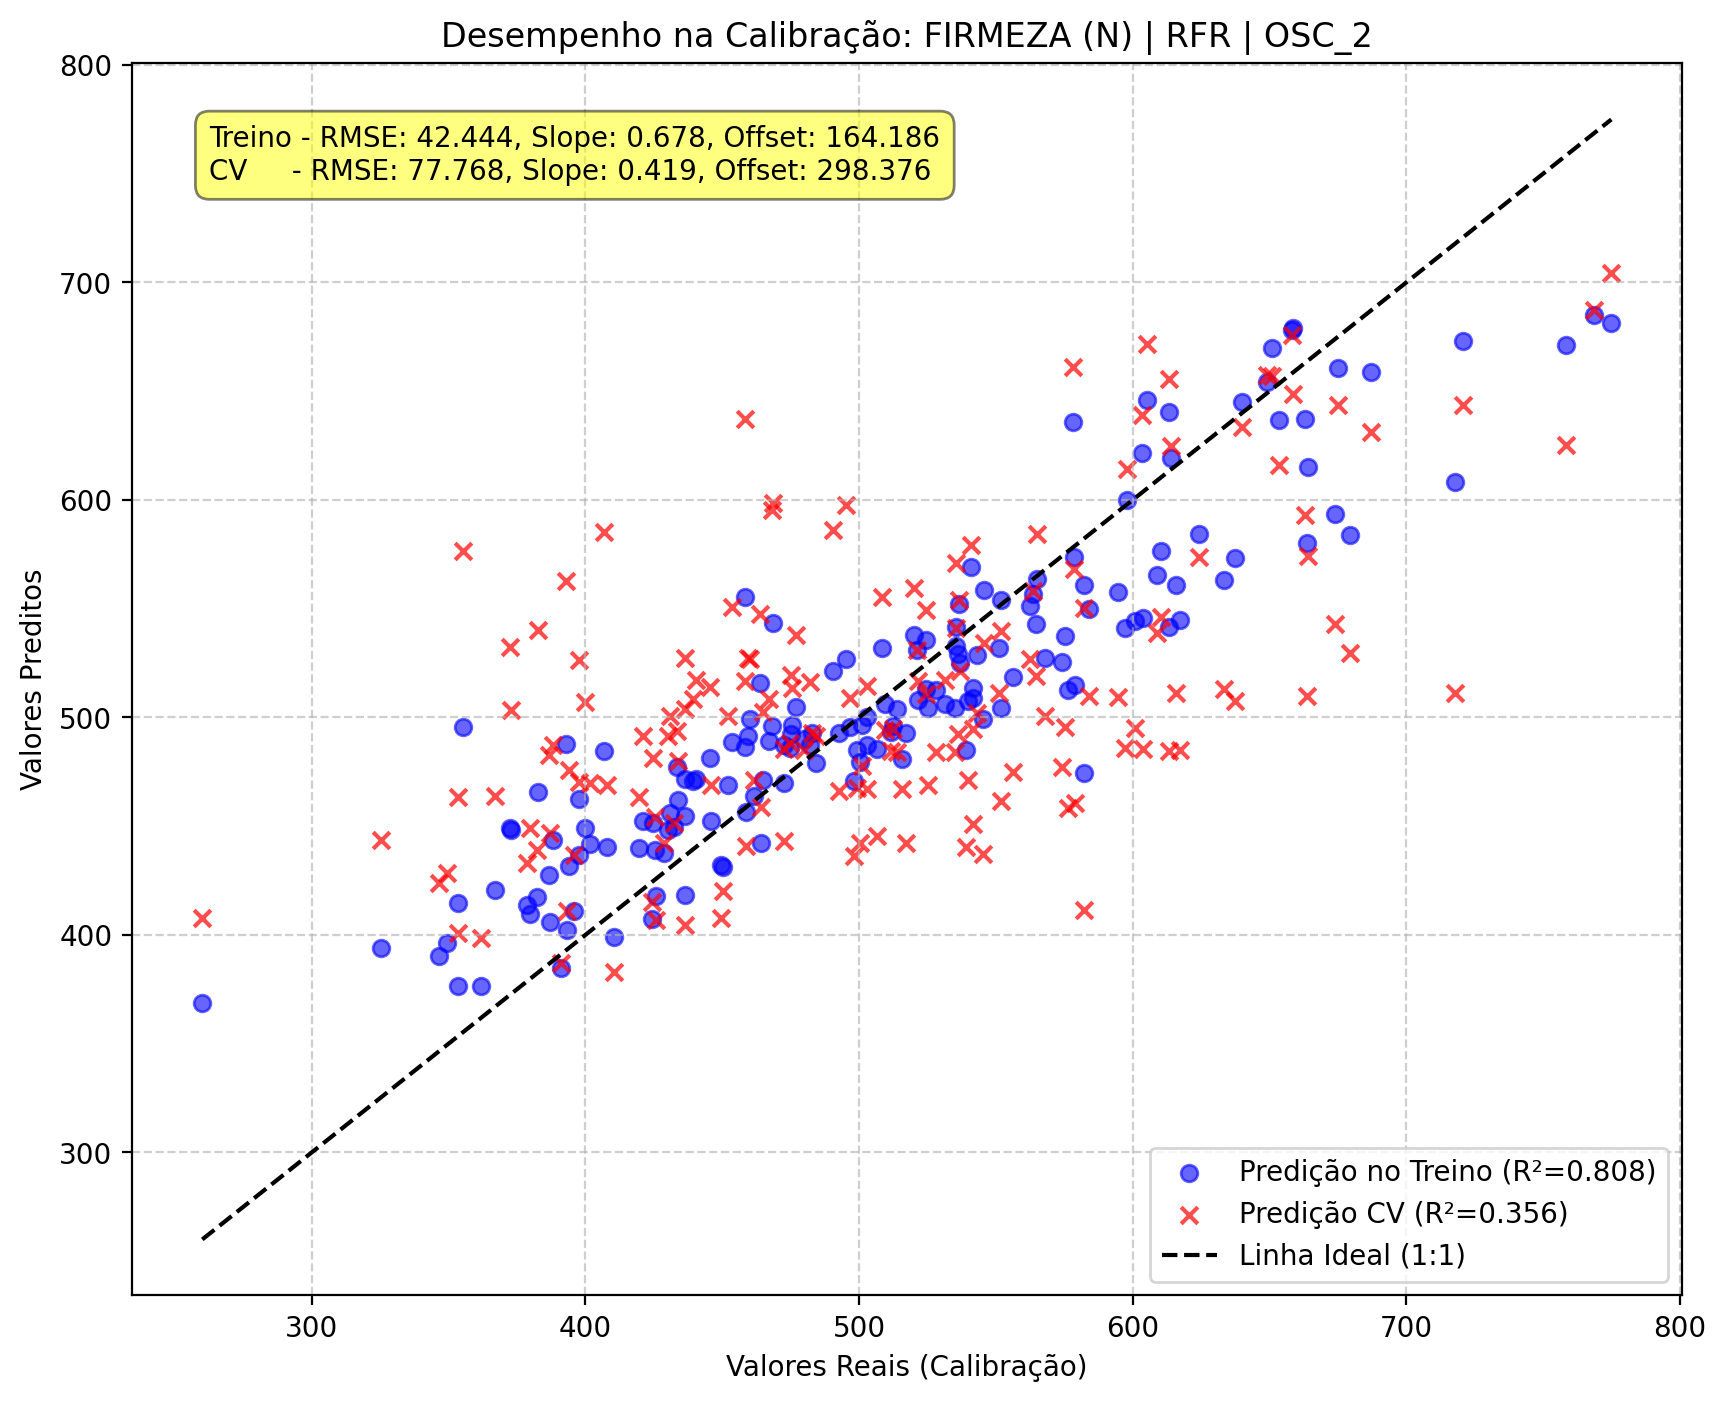 Desempenho na Calibração: FIRMEZA (N) | RFR | OSC_2
800
Treino - RMSE: 42.444, Slope: 0.678, Offset: 164.186
CV - RMSE: 77.768, Slope: 0.419, Offset: 298.376
700
600
500
400
300
Valores Preditos
Predição no Treino (R²=0.808)
Predição CV (R²=0.356)
Linha Ideal (1:1)
300 400 500 600 700 800
Valores Reais (Calibração)